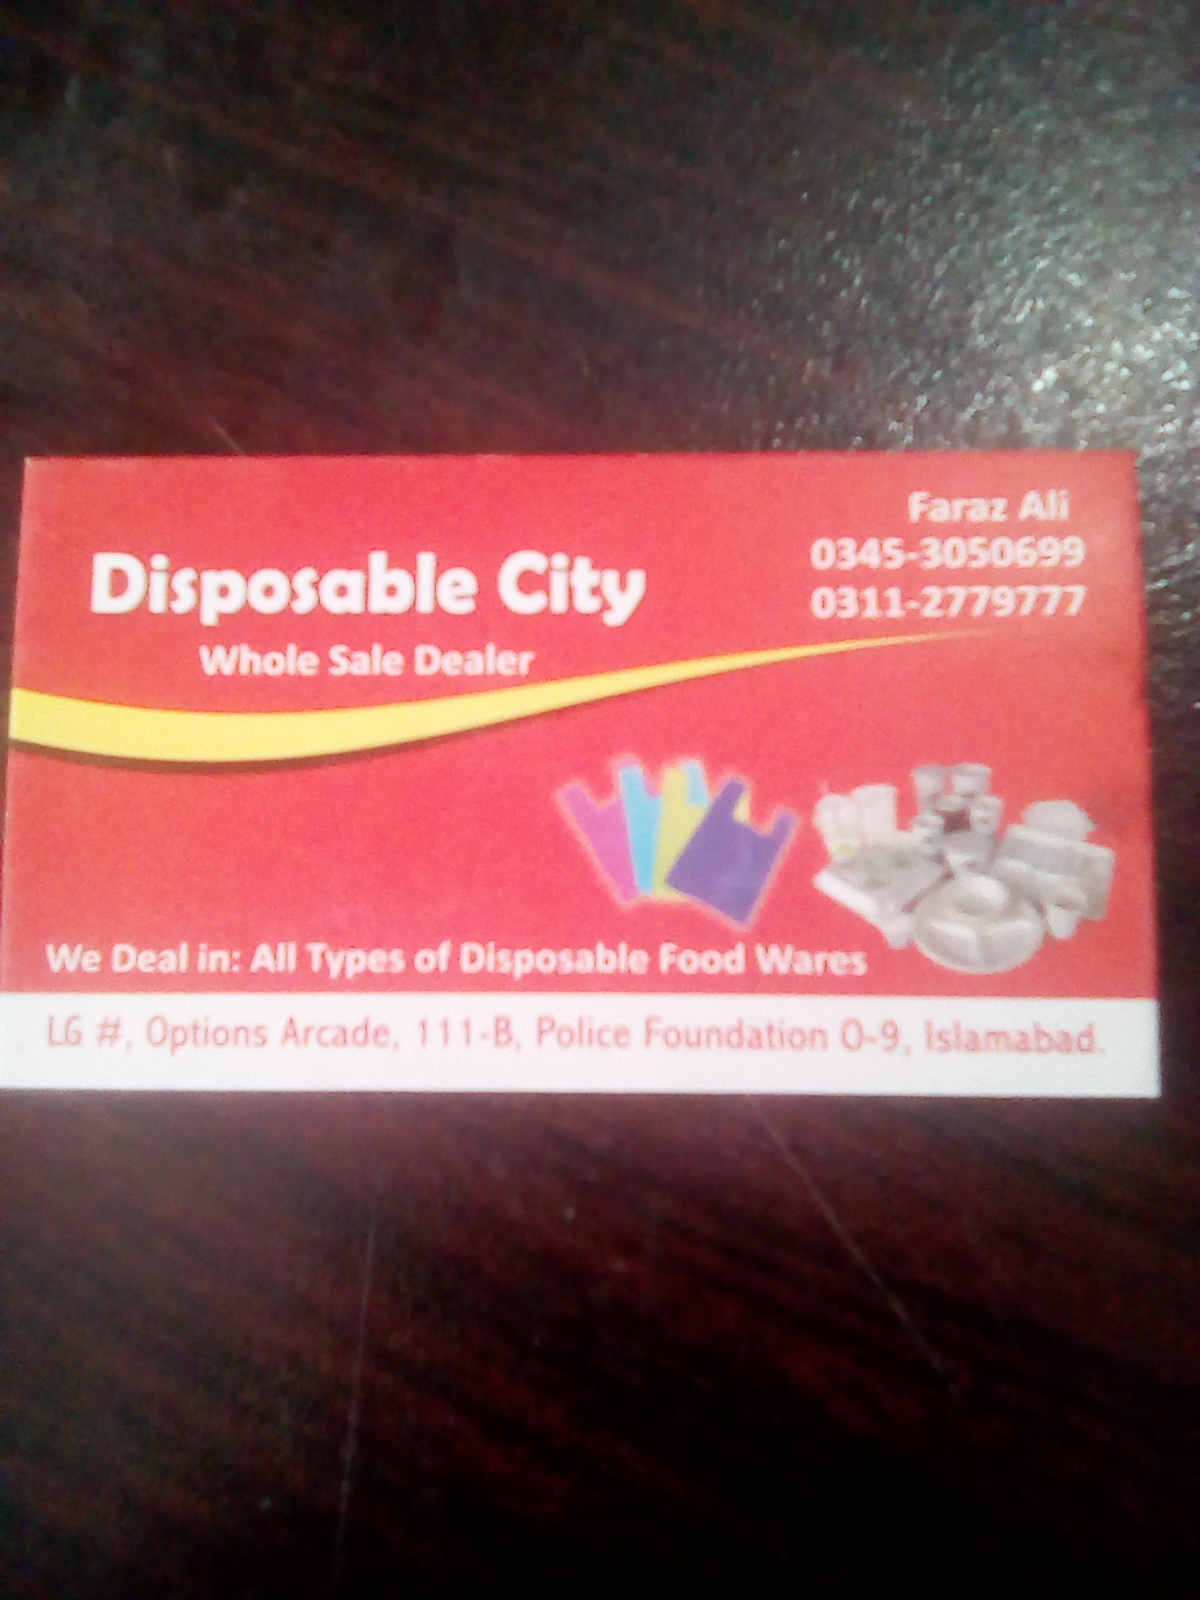 Faraz Ali
0345-3050699
0311-2779777
Disposable City
Whole Sale Dealer
We Deal in: All Types of Disposable Food Wares
LG #, Options Arcade, 111-B, Police Foundation O-9, Islamabad.